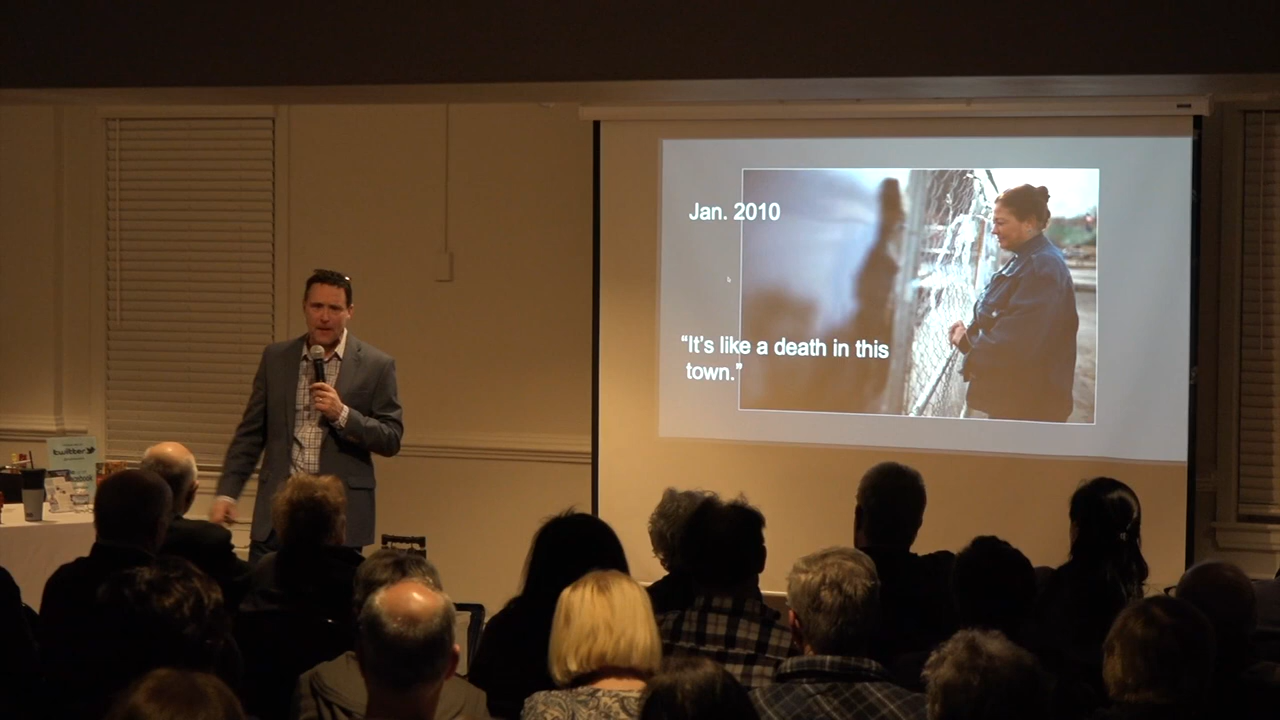 Jan. 2010
“It’s like a death in this
town.”
twitter